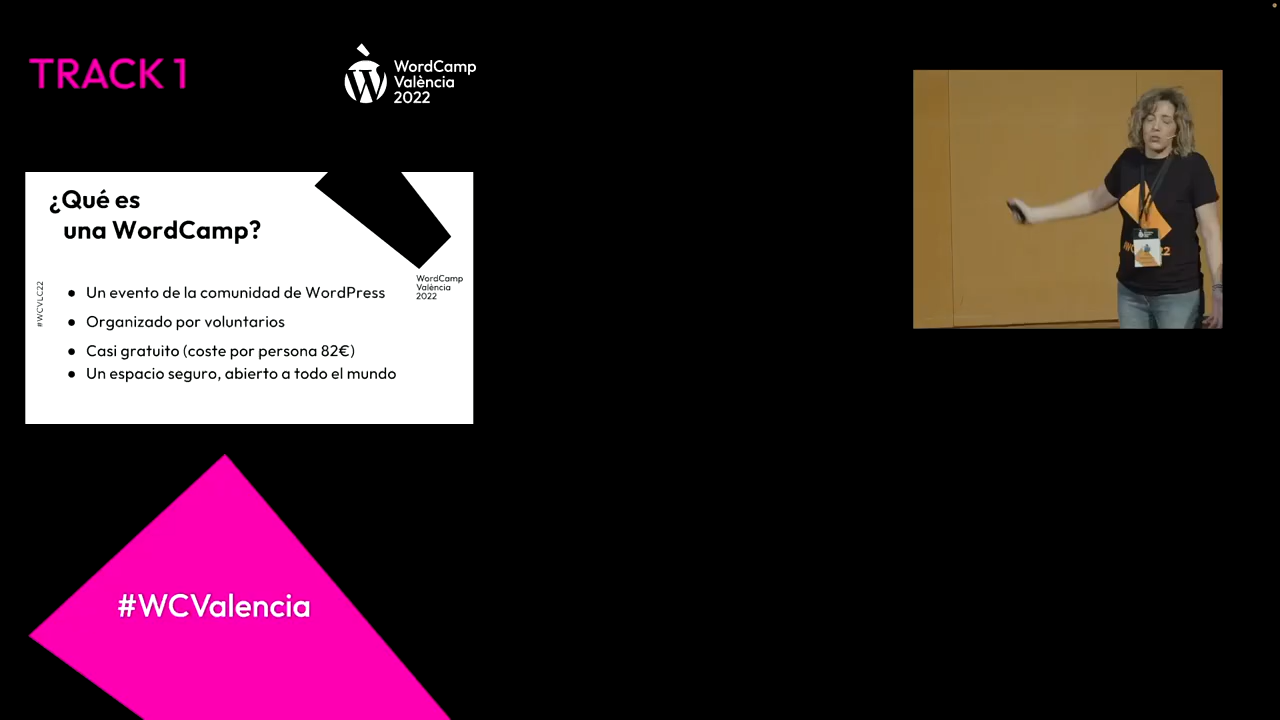 TRACK 1
WordCamp
València
2022
¿Qué es
una WordCamp?
#WCVLC22
WordCamp
València
2022
● Un evento de la comunidad de WordPress
● Organizado por voluntarios
● Casi gratuito (coste por persona 82€)
● Un espacio seguro, abierto a todo el mundo
#WCValencia